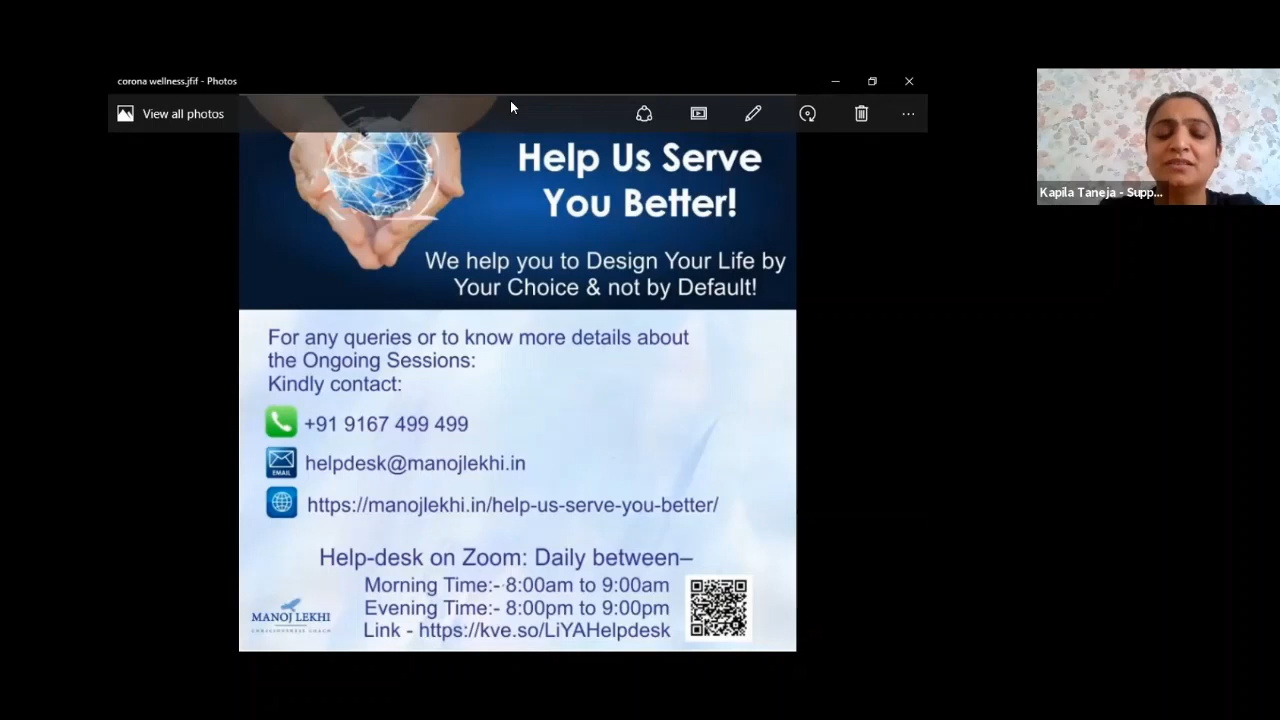 corona wellness.jfif - Photos
View all photos
Help Us Serve
You Better!
We help you to Design Your Life by
Your Choice & not by Default!
For any queries or to know more details about
the Ongoing Sessions:
Kindly contact:
+91 9167 499 499
EMAIL
helpdesk@manojlekhi.in
https://manojlekhi.in/help-us-serve-you-better/
Help-desk on Zoom: Daily between–
Morning Time:- 8:00am to 9:00am
Evening Time:- 8:00pm to 9:00pm
Link - https://kve.so/LiYAHelpdesk
MANOJ LEKHI
CONSCIOUSNESS COACH
Kapila Taneja - Supp...